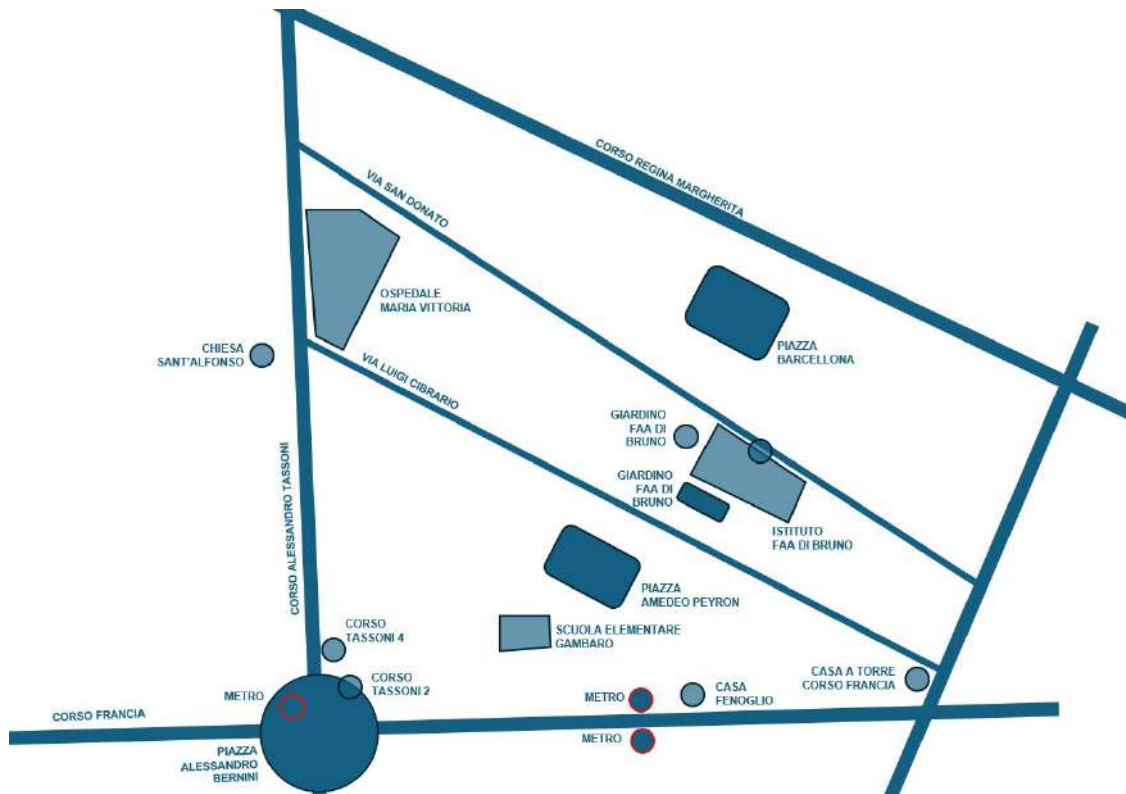 CORSO REGINA MARGHERITA
VIA SAN DONATO
OSPEDALE
MARIA VITTORIA
CHIESA
SANT'ALFONSO
VIA LUIGI CIBRARIO
PIAZZA
BARCELLONA
GIARDINO
FAA DI
BRUNO
GIARDINO
FAA DI
BRUNO
ISTITUTO
FAA DI BRUNO
CORSO ALESSANDRO TASSONI
PIAZZA
AMEDEO PEYRON
CORSO
TASSONI 4
SCUOLA ELEMENTARE
GAMBARO
CORSO
TASSONI 2
METRO
METRO
CASA
FENOGLIO
CASA A TORRE
CORSO FRANCIA
CORSO FRANCIA
METRO
PIAZZA
ALESSANDRO
BERNINI